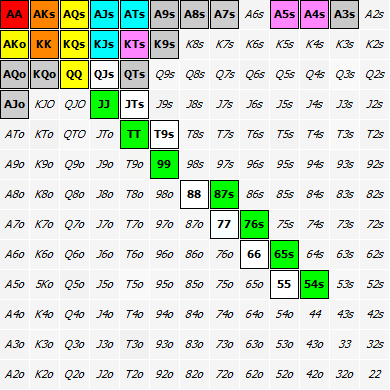 AA AKs AQs AJs ATs A9s A8s A7s A6s A5s A4s A3s A2s
AKo KK KQs KJs KTs K9s K8s K7s K6s K5s K4s K3s K2s
AQo KQo QQ QJs QTs Q9s Q8s Q7s Q6s Q5s Q4s Q3s Q2s
AJo KJO QJO JJ JTs J9s J8s J7s J6s J5s J4s J3s J2s
ATo KTo QTO JTo TT T9s T8s T7s T6s T5s T4s T3s T2s
A9o K9o Q9o J9o T9o 99 98s 97s 96s 95s 94s 93s 92s
A8o K8o Q8o J8o T8o 98o 88 87s 86s 85s 84s 83s 82s
A7o K7o Q7o J7o T7o 97o 87o 77 76s 75s 74s 73s 72s
A6o K6o Q6o J6o T6o 96o 86o 76o 66 65s 64s 63s 62s
A5o 5Ko Q5o J5o T5o 95o 85o 75o 65o 55 54s 53s 52s
A4o K4o Q4o J4o T4o 94o 84o 74o 64o 54o 44 43s 42s
A3o K3o Q3o J3o T3o 93o 83o 73o 63o 53o 43o 33 32s
A2o K2o Q2o J2o T2o 92o 82o 72o 62o 52o 42o 32o 22